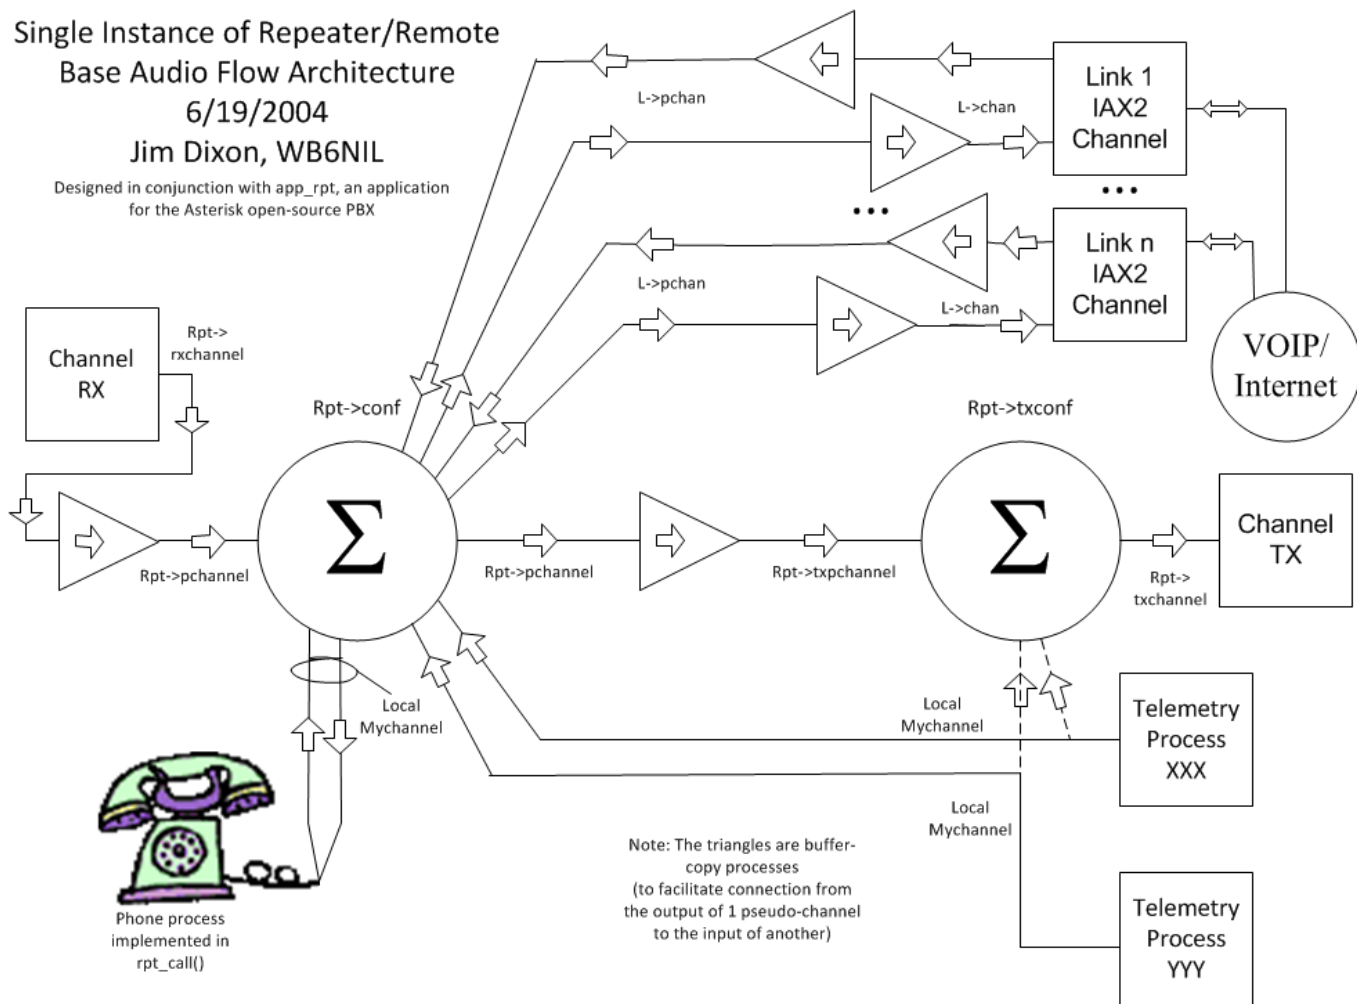 Single Instance of Repeater/Remote
Base Audio Flow Architecture
6/19/2004
Jim Dixon, WB6NIL
Designed in conjunction with app_rpt, an application
for the Asterisk open-source PBX
L->pchan
L->chan
Link 1
IAX2
Channel
...
...
L->pchan
L->chan
Link n
IAX2
Channel
VOIP/
Internet
Channel
RX
Rpt->
rxchannel
Rpt->conf
Rpt->txconf
Σ
Σ
Rpt->pchannel
Rpt->pchannel
Rpt->txpchannel
Rpt->
txchannel
Channel
TX
Local
Mychannel
Local
Mychannel
Telemetry
Process
XXX
Local
Mychannel
Note: The triangles are buffer-
copy processes
(to facilitate connection from
the output of 1 pseudo-channel
to the input of another)
Telemetry
Process
YYY
Phone process
implemented in
rpt_call()